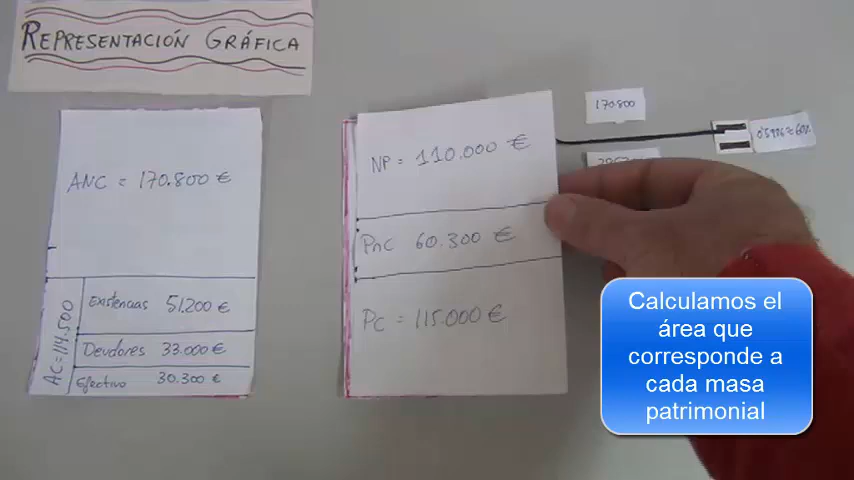 REPRESENTACIÓN GRÁFICA
ANC = 170.800 €
AC = 114.500
Existencias 51.200 €
Deudores 33.000 €
Efectivo 30.300 €
NP = 110.000 €
PnC 60.300 €
PC = 115.000 €
170.800
Calculamos el
área que
corresponde a
cada masa
patrimonial